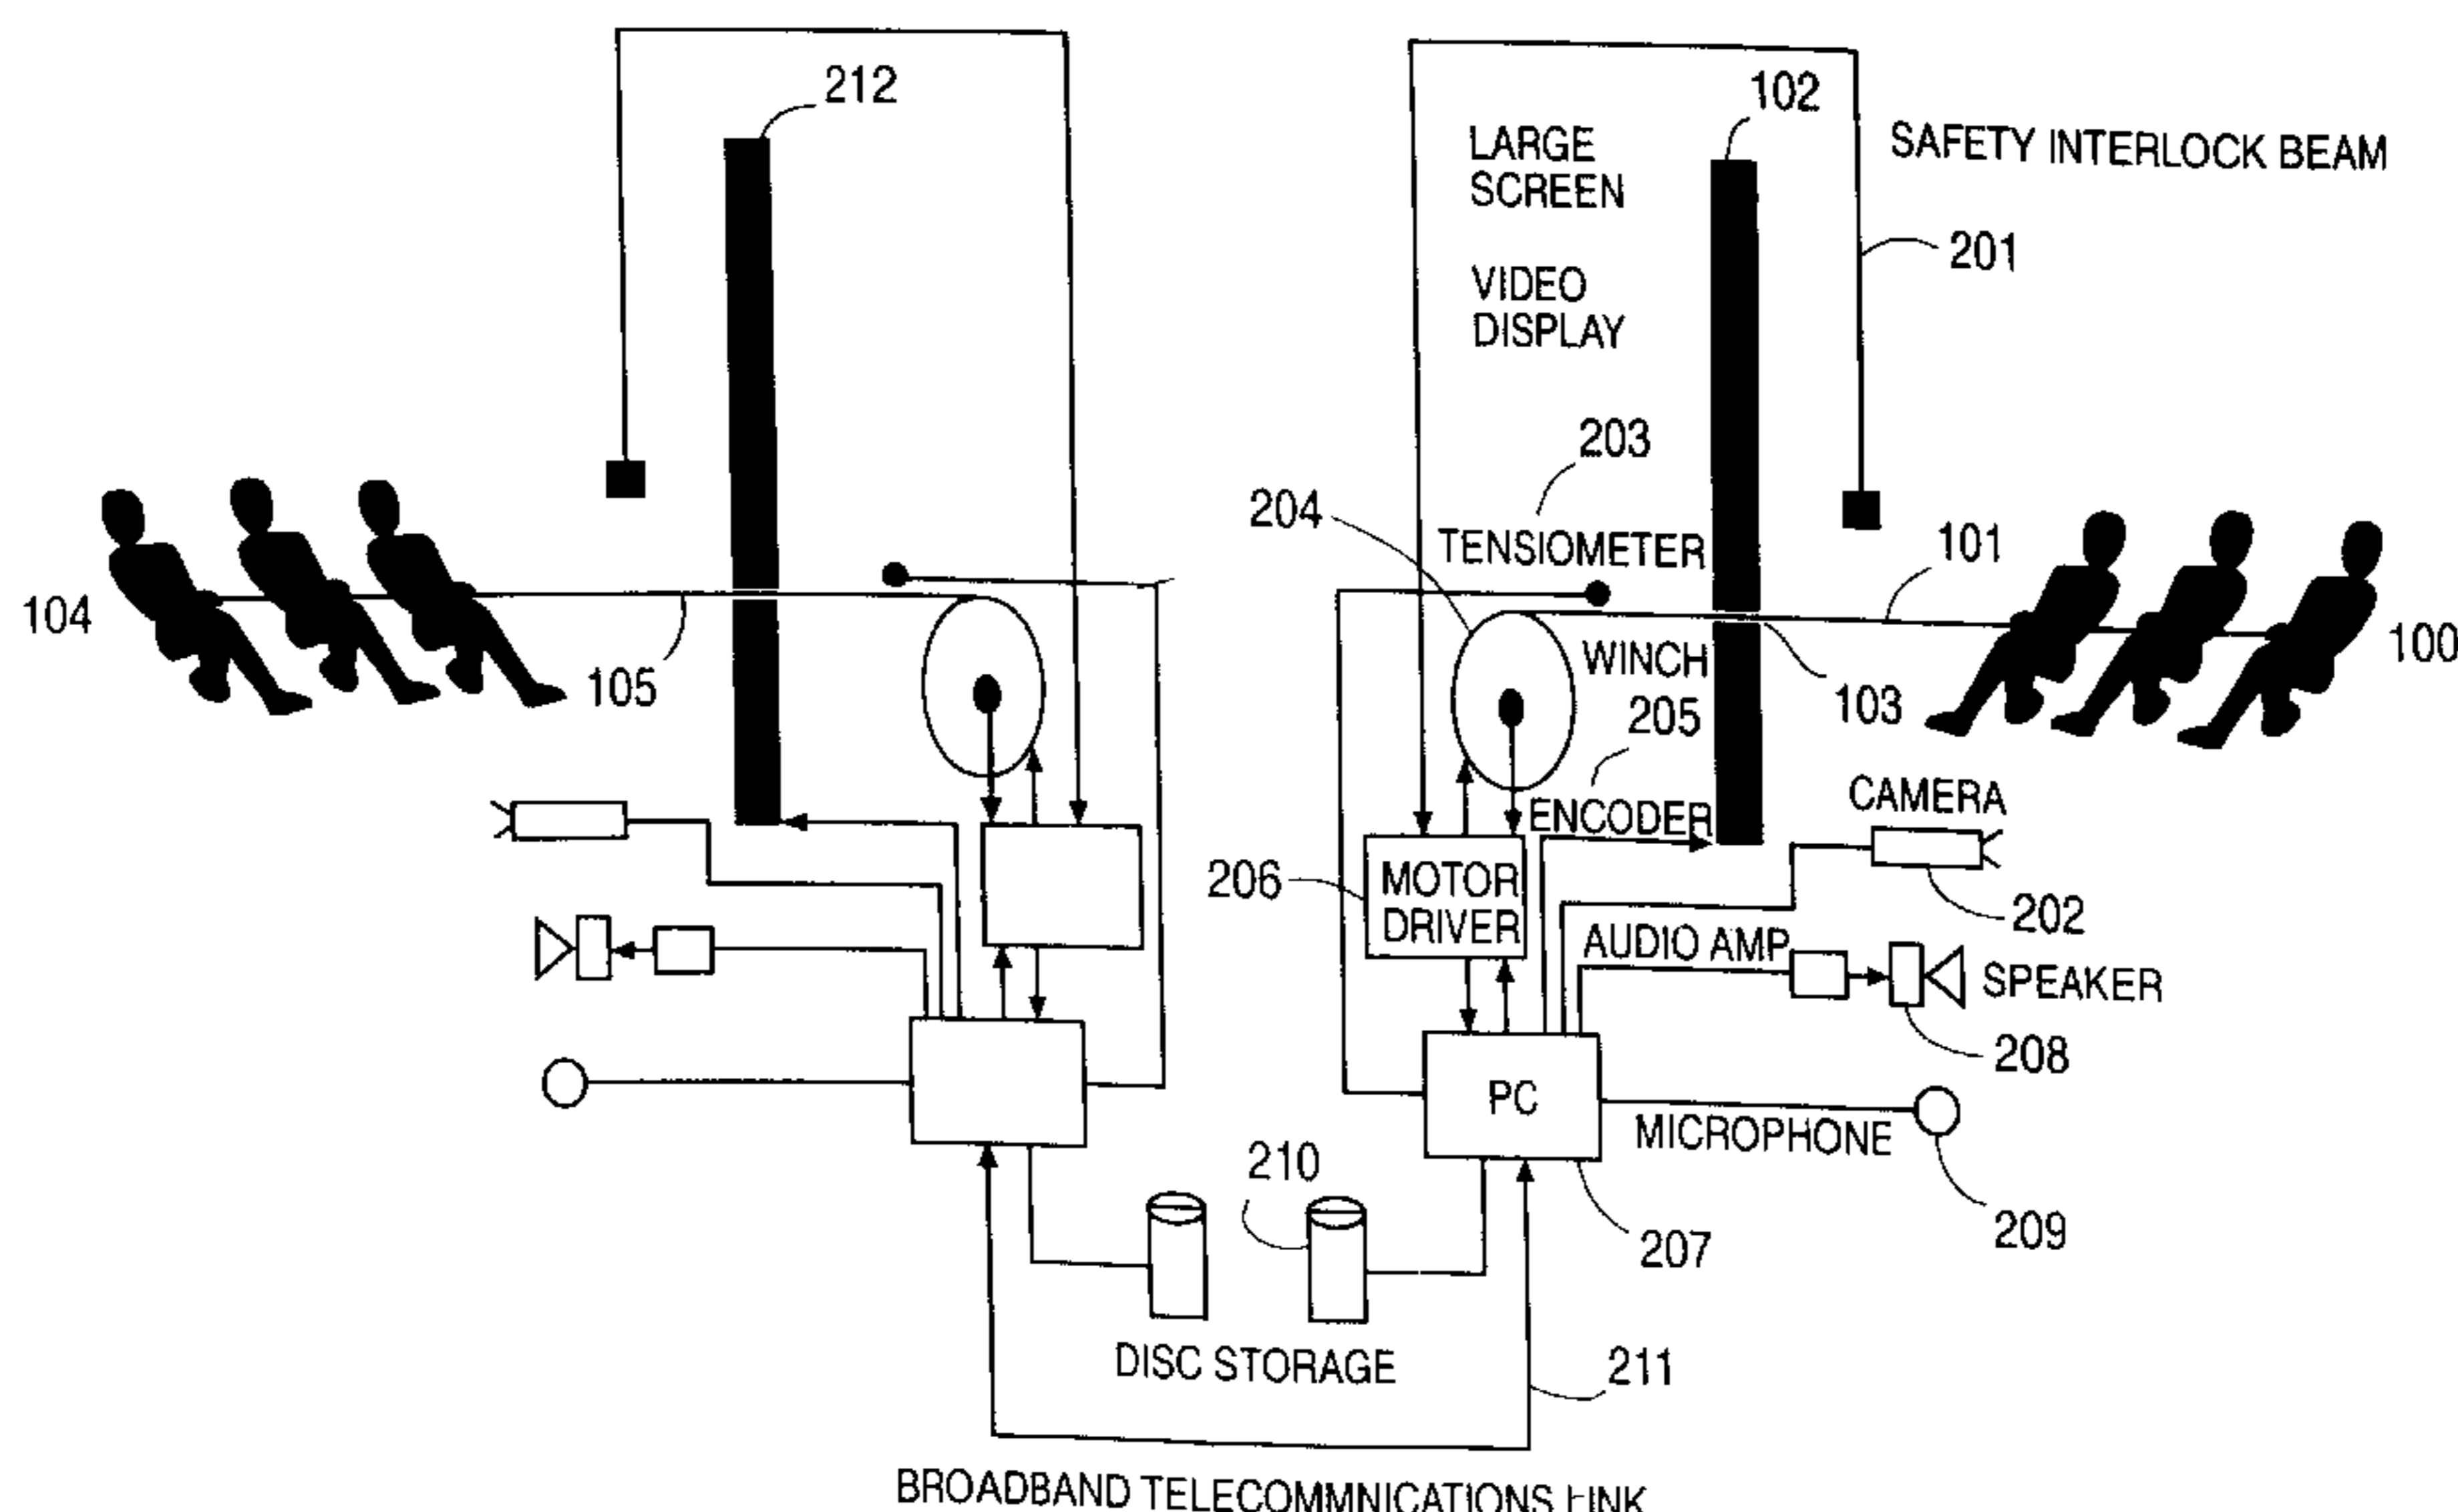 212
102
LARGE
SCREEN
SAFETY INTERLOCK BEAM
201
VIDEO
DISPLAY
203
204
TENSIOMETER
101
104
100
105
WINCH
103
205
CAMERA
ENCODER
206
MOTOR
DRIVER
202
AUDIO AMP
SPEAKER
208
PC
MICROPHONE
210
209
207
DISC STORAGE
211
BROADBAND TELECOMMNICATIONS LINK